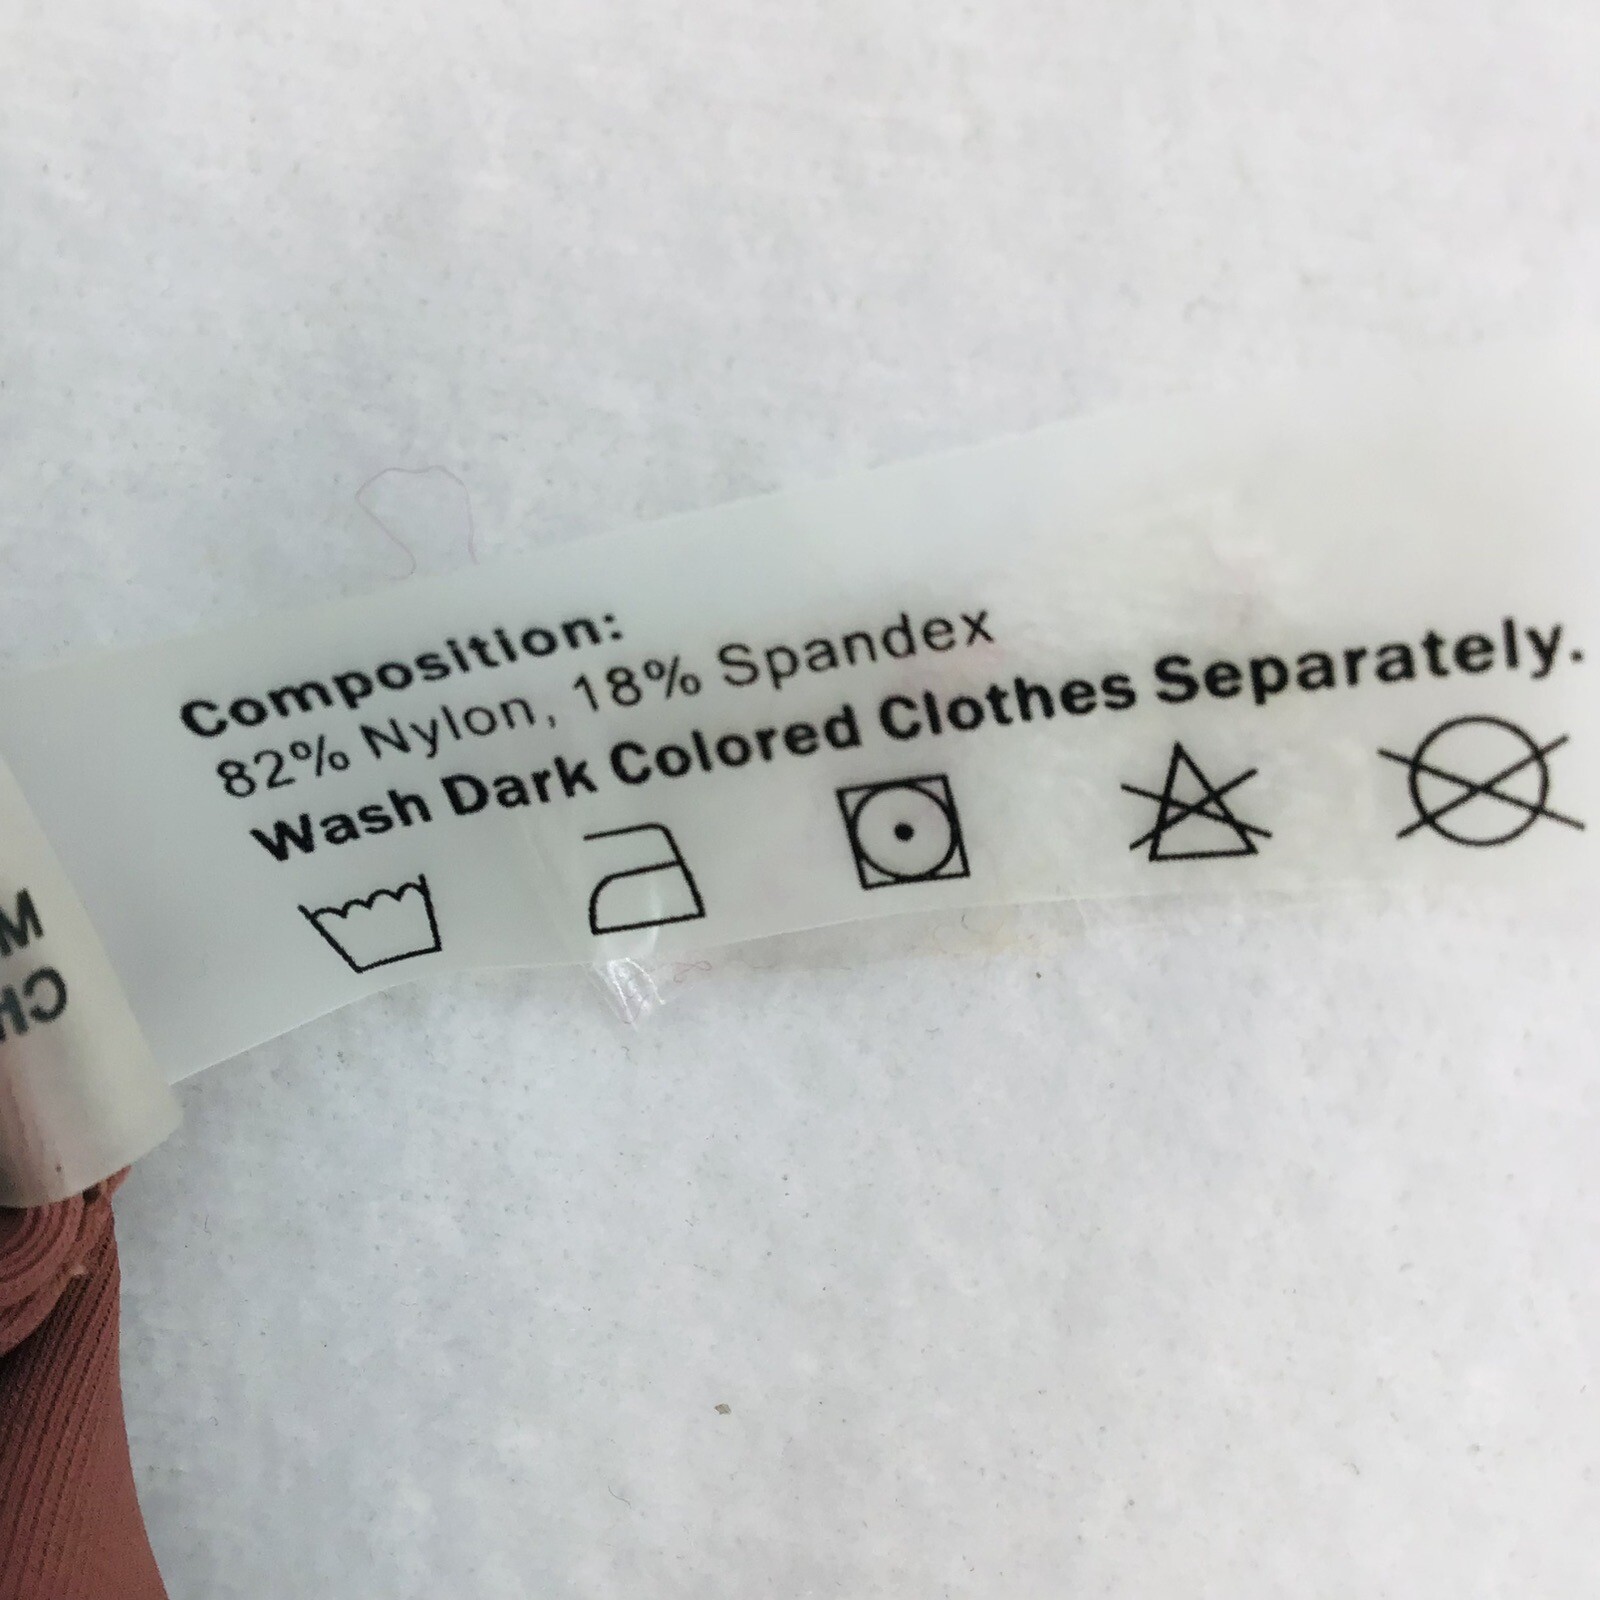 Composition:
82% Nylon, 18% Spandex
Wash Dark Colored Clothes Separately.